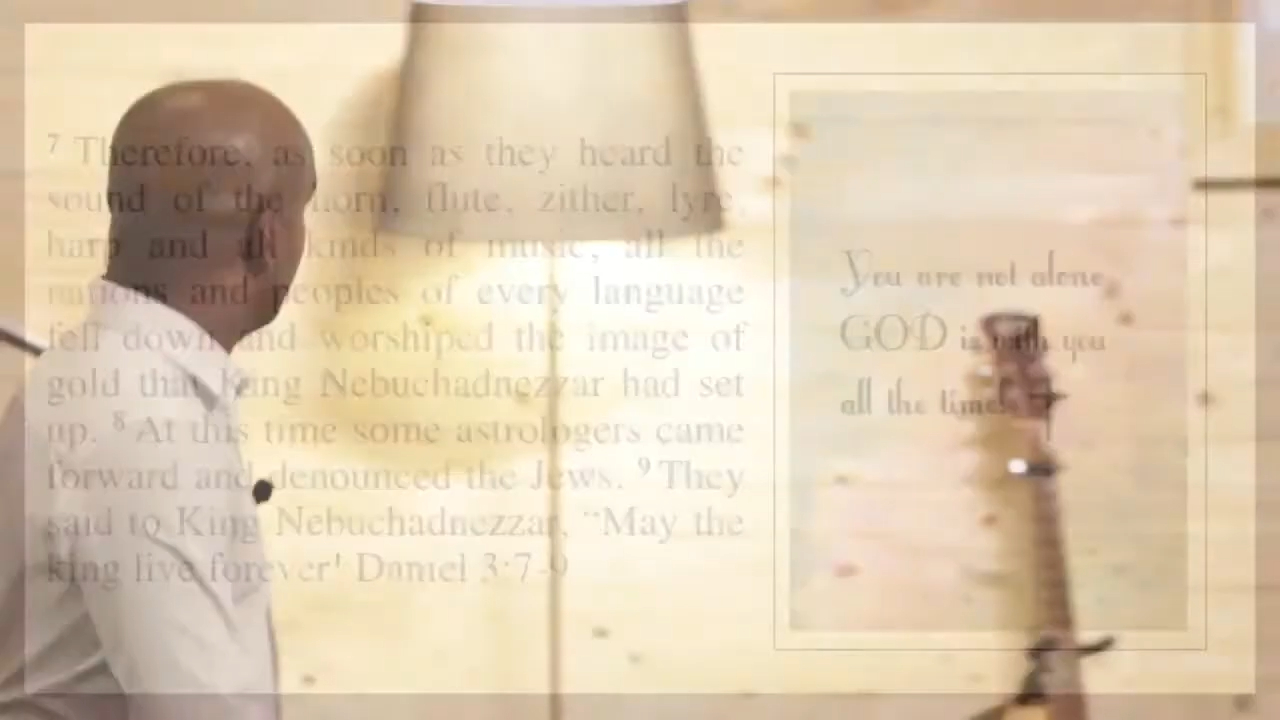 7 Therefore, as soon as they heard the
sound of the horn, flute, zither, lyre,
harp and all kinds of music, all the
nations and peoples of every language
fell down and worshiped the image of
gold that King Nebuchadnezzar had set
up. 8 At this time some astrologers came
forward and denounced the Jews. 9 They
said to King Nebuchadnezzar, “May the
king live forever! Daniel 3:7-9
You are not alone
GOD is with you
all the time!